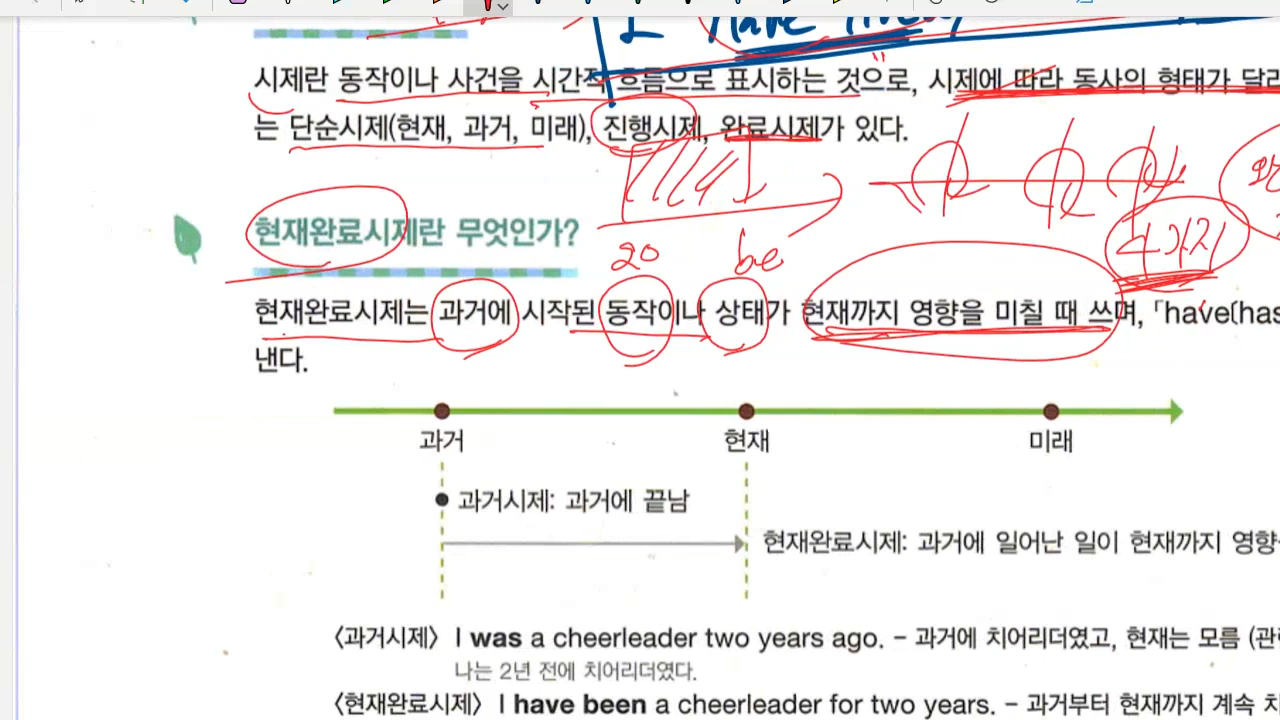 I have lived
시제란 동작이나 사건을 시간적 흐름으로 표시하는 것으로, 시제에 따라 동사의 형태가 달라
는 단순시제(현재, 과거, 미래), 진행시제, 완료시제가 있다.
현재완료시제란 무엇인가?
4가지
go be
현재완료시제는 과거에 시작된 동작이나 상태가 현재까지 영향을 미칠 때 쓰며, 「have(has
낸다.
과거 현재 미래
● 과거시제: 과거에 끝남
현재완료시제: 과거에 일어난 일이 현재까지 영향
〈과거시제〉 I was a cheerleader two years ago. – 과거에 치어리더였고, 현재는 모름 (관
나는 2년 전에 치어리더였다.
〈현재완료시제〉 I have been a cheerleader for two years. – 과거부터 현재까지 계속 치